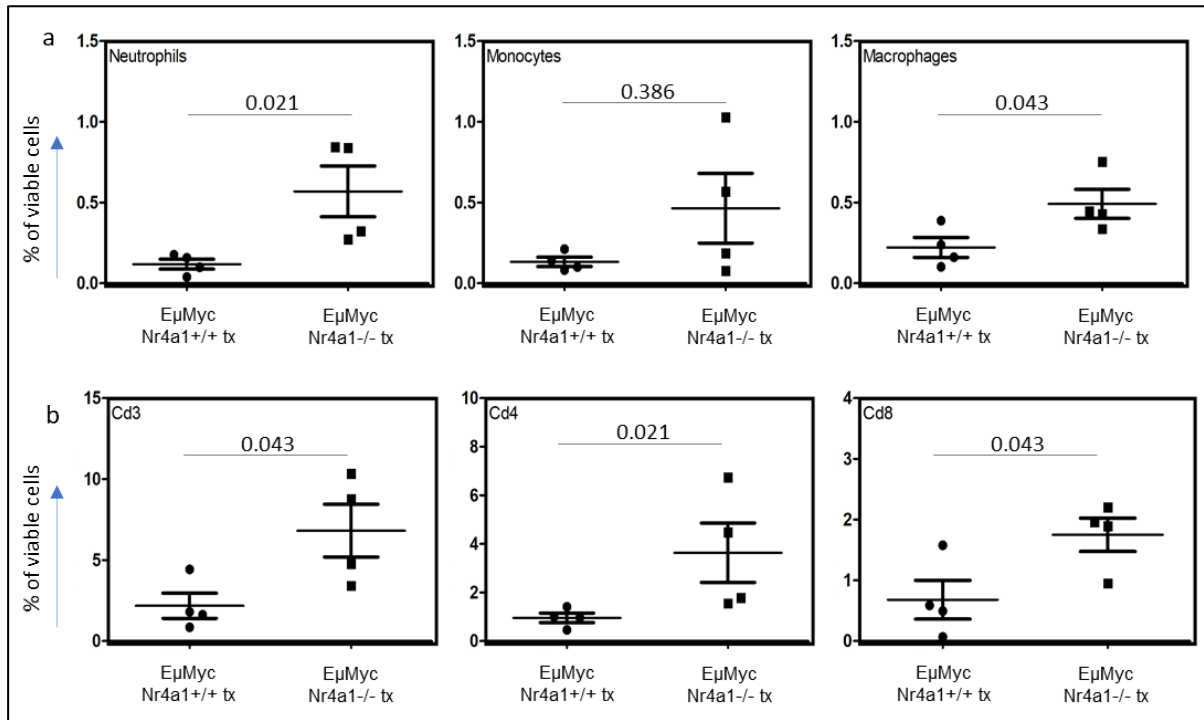 a
% of viable cells
Neutrophils
1.5
1.0
0.5
0.0
0.021
EμMyc
Nr4a1+/+ tx
EμMyc
Nr4a1-/- tx
Monocytes
1.5
1.0
0.5
0.0
0.386
EμMyc
Nr4a1+/+ tx
EμMyc
Nr4a1-/- tx
Macrophages
1.5
1.0
0.5
0.0
0.043
EμMyc
Nr4a1+/+ tx
EμMyc
Nr4a1-/- tx
b
% of viable cells
Cd3
15
10
5
0
0.043
EμMyc
Nr4a1+/+ tx
EμMyc
Nr4a1-/- tx
Cd4
10
8
6
4
2
0
0.021
EμMyc
Nr4a1+/+ tx
EμMyc
Nr4a1-/- tx
Cd8
4
3
2
1
0
0.043
EμMyc
Nr4a1+/+ tx
EμMyc
Nr4a1-/- tx